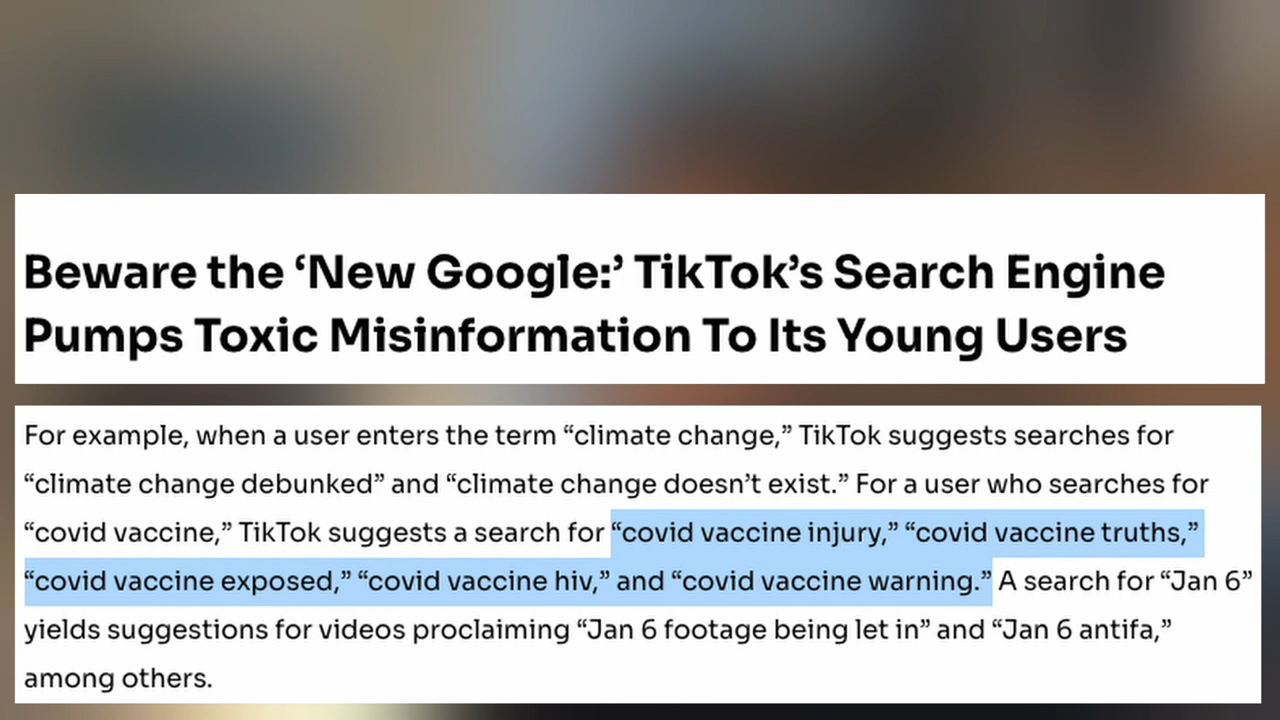 Beware the ‘New Google:’ TikTok’s Search Engine
Pumps Toxic Misinformation To Its Young Users
For example, when a user enters the term “climate change,” TikTok suggests searches for
“climate change debunked” and “climate change doesn’t exist.” For a user who searches for
“covid vaccine,” TikTok suggests a search for “covid vaccine injury,” “covid vaccine truths,”
“covid vaccine exposed,” “covid vaccine hiv,” and “covid vaccine warning.” A search for “Jan 6”
yields suggestions for videos proclaiming “Jan 6 footage being let in” and “Jan 6 antifa,”
among others.